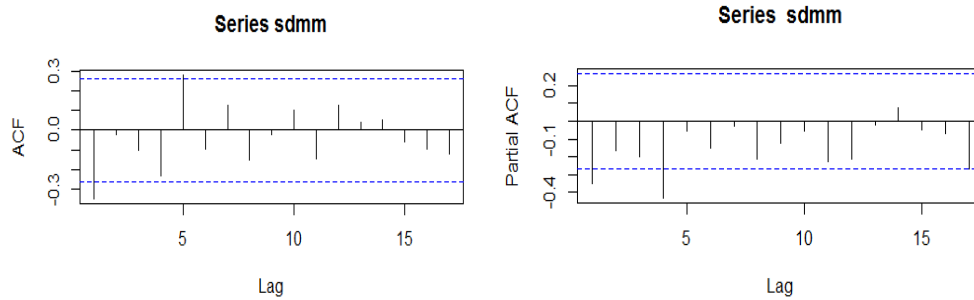 Series sdmm
ACF
0.3
0.0
-0.3
5
10
15
Lag
Series sdmm
Partial ACF
0.2
-0.1
-0.4
5
10
15
Lag